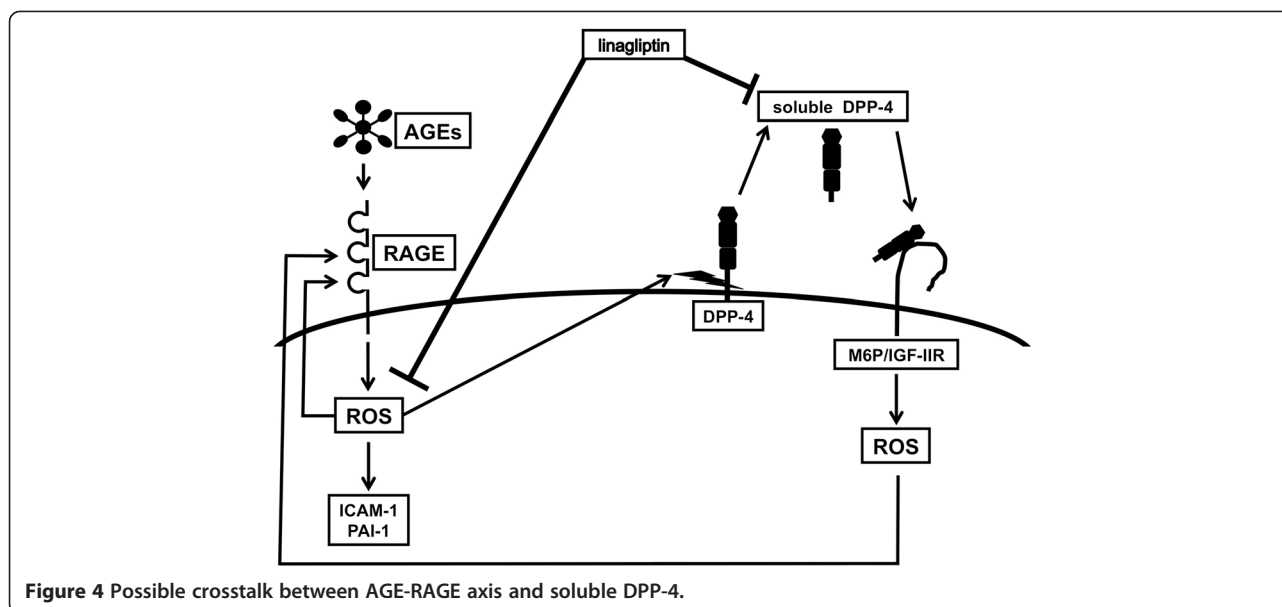 linagliptin
soluble DPP-4
AGEs
RAGE
DPP-4
M6P/IGF-IIR
ROS
ROS
ICAM-1
PAI-1
Figure 4 Possible crosstalk between AGE-RAGE axis and soluble DPP-4.